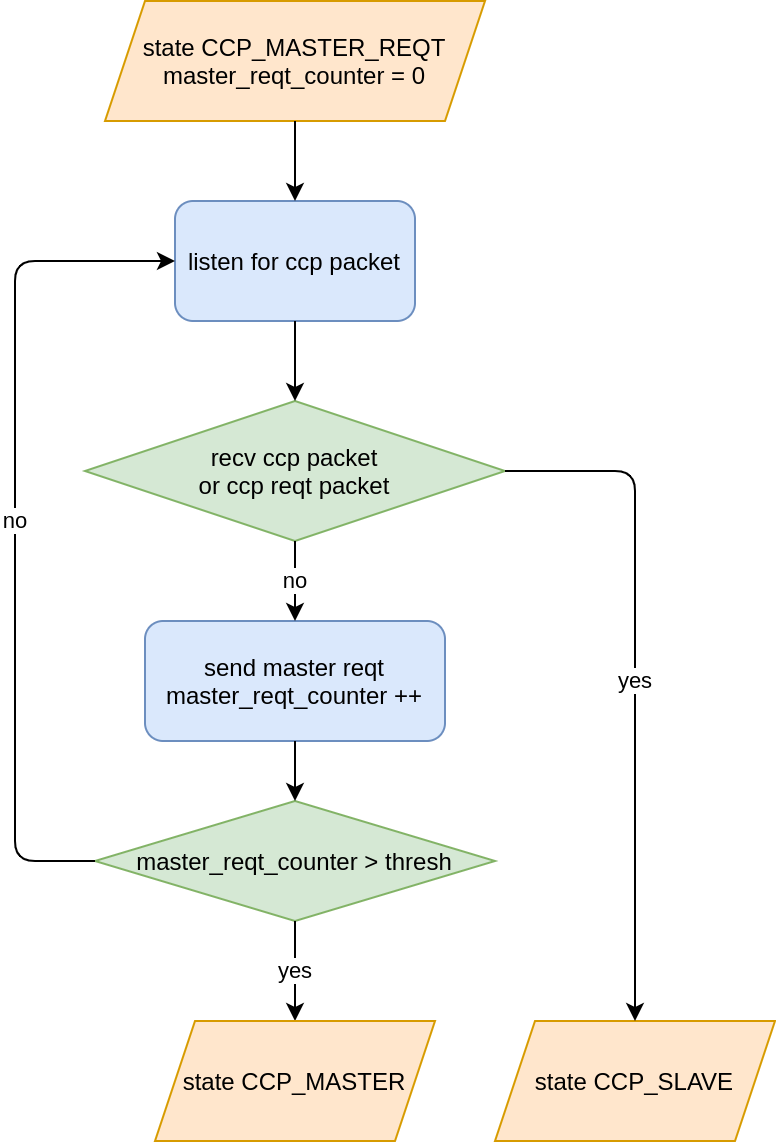 state CCP_MASTER_REQT
master_reqt_counter = 0
listen for ccp packet
recv ccp packet
or ccp reqt packet
no
no
send master reqt
master_reqt_counter ++
yes
master_reqt_counter > thresh
yes
state CCP_MASTER
state CCP_SLAVE